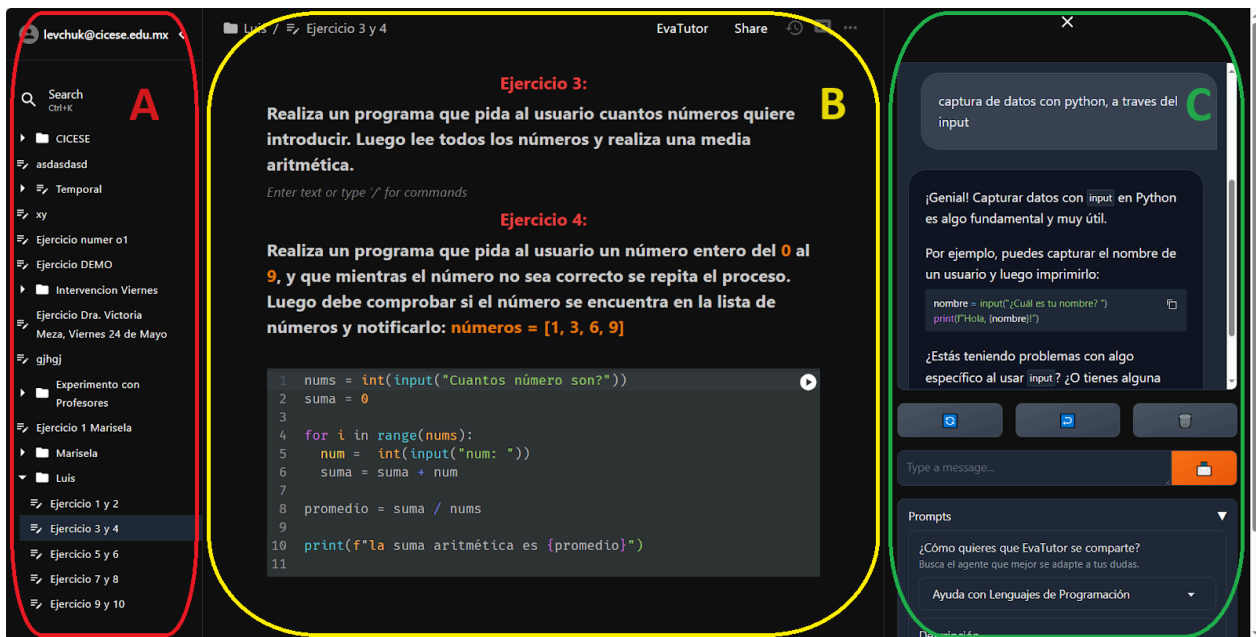 levchuk@cicese.edu.mx
A
Search
Ctrl+K
CICESE
asdasdasd
Temporal
xy
Ejercicio numer o1
Ejercicio DEMO
Intervencion Viernes
Ejercicio Dra. Victoria
Meza, Viernes 24 de Mayo
gjhgj
Experimento con
Profesores
Ejercicio 1 Marisela
Marisela
Luis
Ejercicio 1 y 2
Ejercicio 3 y 4
Ejercicio 5 y 6
Ejercicio 7 y 8
Ejercicio 9 y 10
Luis / Ejercicio 3 y 4
EvaTutor Share
B
Ejercicio 3:
Realiza un programa que pida al usuario cuantos números quiere
introducir. Luego lee todos los números y realiza una media
aritmética.
Enter text or type '/' for commands
Ejercicio 4:
Realiza un programa que pida al usuario un número entero del 0 al
9, y que mientras el número no sea correcto se repita el proceso.
Luego debe comprobar si el número se encuentra en la lista de
números y notificarlo: números = [1, 3, 6, 9]
1 nums = int(input("Cuantos número son?"))
2 suma = 0
3
4 for i in range(nums):
5   num =  int(input("num: "))
6   suma = suma + num
7
8 promedio = suma / nums
9
10 print(f"la suma aritmética es {promedio}")
11
C
captura de datos con python, a traves del
input
¡Genial! Capturar datos con input en Python
es algo fundamental y muy útil.
Por ejemplo, puedes capturar el nombre de
un usuario y luego imprimirlo:
nombre = input("¿Cuál es tu nombre? ")
print(f"Hola, {nombre}!")
¿Estás teniendo problemas con algo
específico al usar input? ¿O tienes alguna
Type a message...
Prompts
¿Cómo quieres que EvaTutor se comparte?
Busca el agente que mejor se adapte a tus dudas.
Ayuda con Lenguajes de Programación
Descripción